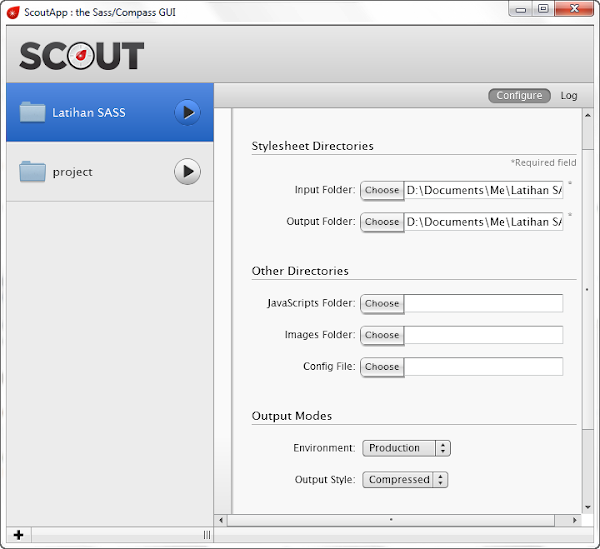 ScoutApp : the Sass/Compass GUI
SCOUT
Configure Log
Latihan SASS
project
Stylesheet Directories
*Required field
Input Folder: Choose D:\Documents\Me\Latihan SA *
Output Folder: Choose D:\Documents\Me\Latihan SA *
Other Directories
JavaScripts Folder: Choose
Images Folder: Choose
Config File: Choose
Output Modes
Environment: Production
Output Style: Compressed